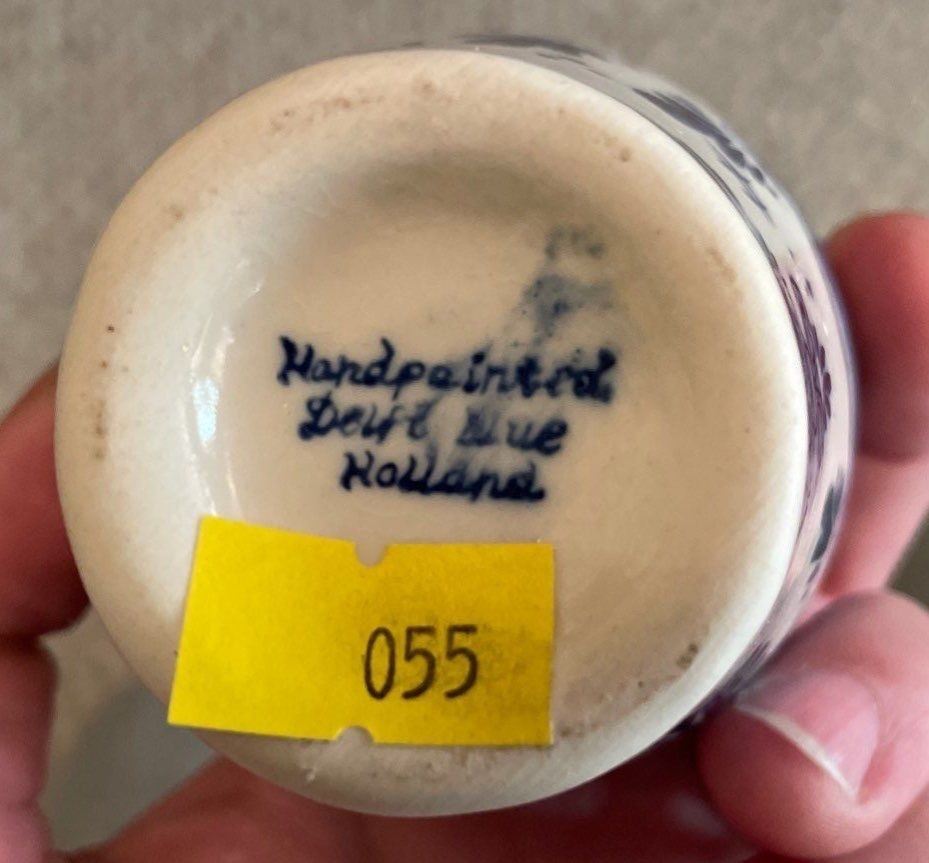 Handpainted
Delft Blue
Holland
055